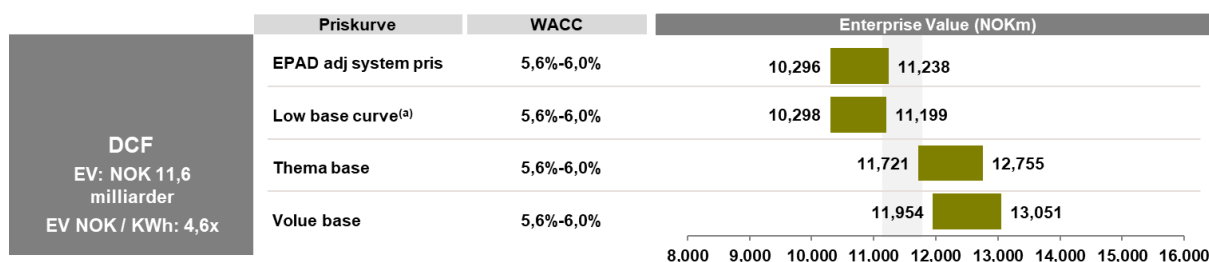 Priskurve WACC Enterprise Value (NOKm)
DCF
EV: NOK 11,6
milliarder
EV NOK / KWh: 4,6x
EPAD adj system pris 5,6%-6,0% 10,296 11,238
Low base curve(a) 5,6%-6,0% 10,298 11,199
Thema base 5,6%-6,0% 11,721 12,755
Volue base 5,6%-6,0% 11,954 13,051
8,000 9,000 10,000 11,000 12,000 13,000 14,000 15,000 16,000